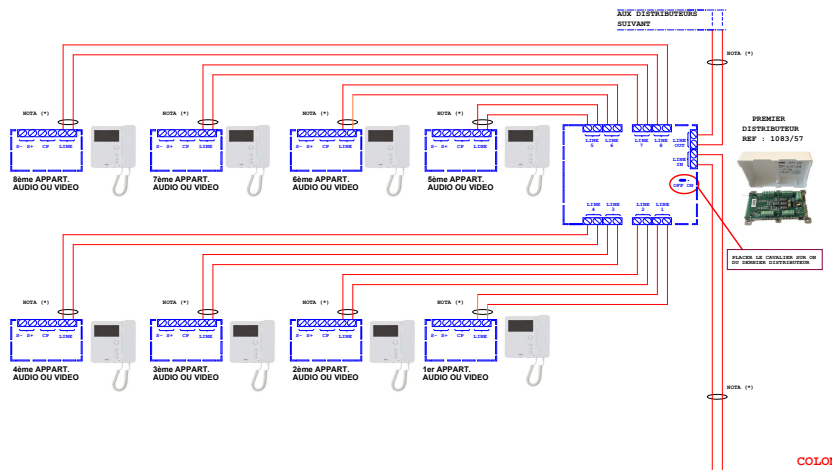 AUX DISTRIBUTEURS
SUIVANT
NOTA (*)
PREMIER
DISTRIBUTEUR
REF : 1083/57
NOTA (*)
NOTA (*)
NOTA (*)
NOTA (*)
S- S+ CP LINE
S- S+ CP LINE
S- S+ CP LINE
S- S+ CP LINE
8ème APPART.
AUDIO OU VIDEO
7ème APPART.
AUDIO OU VIDEO
6ème APPART.
AUDIO OU VIDEO
5ème APPART.
AUDIO OU VIDEO
LINE
5
LINE
6
LINE
7
LINE
8
LINE
OUT
LINE
IN
OFF ON
LINE
4
LINE
3
LINE
2
LINE
1
PLACER LE CAVALIER SUR ON
DU DERNIER DISTRIBUTEUR
NOTA (*)
NOTA (*)
NOTA (*)
NOTA (*)
S- S+ CP LINE
S- S+ CP LINE
S- S+ CP LINE
S- S+ CP LINE
4ème APPART.
AUDIO OU VIDEO
3ème APPART.
AUDIO OU VIDEO
2ème APPART.
AUDIO OU VIDEO
1er APPART.
AUDIO OU VIDEO
NOTA (*)